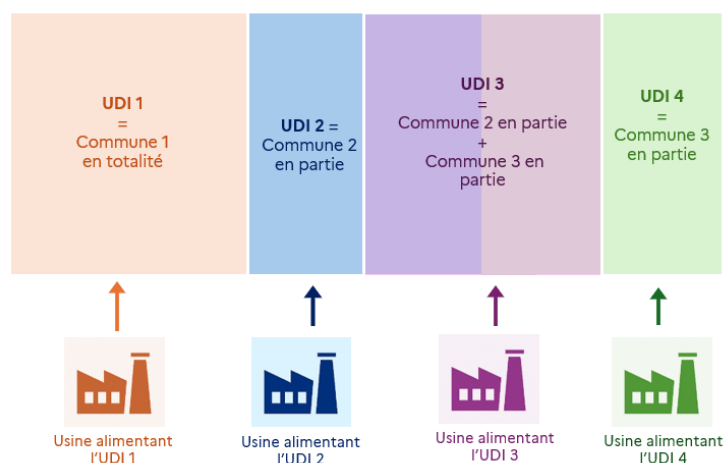 UDI 1
=
Commune 1
en totalité
UDI 2 =
Commune 2
en partie
UDI 3
=
Commune 2 en partie
+
Commune 3 en
partie
UDI 4
=
Commune 3
en partie
Usine alimentant
l'UDI 1
Usine alimentant
l'UDI 2
Usine alimentant
l'UDI 3
Usine alimentant
l'UDI 4